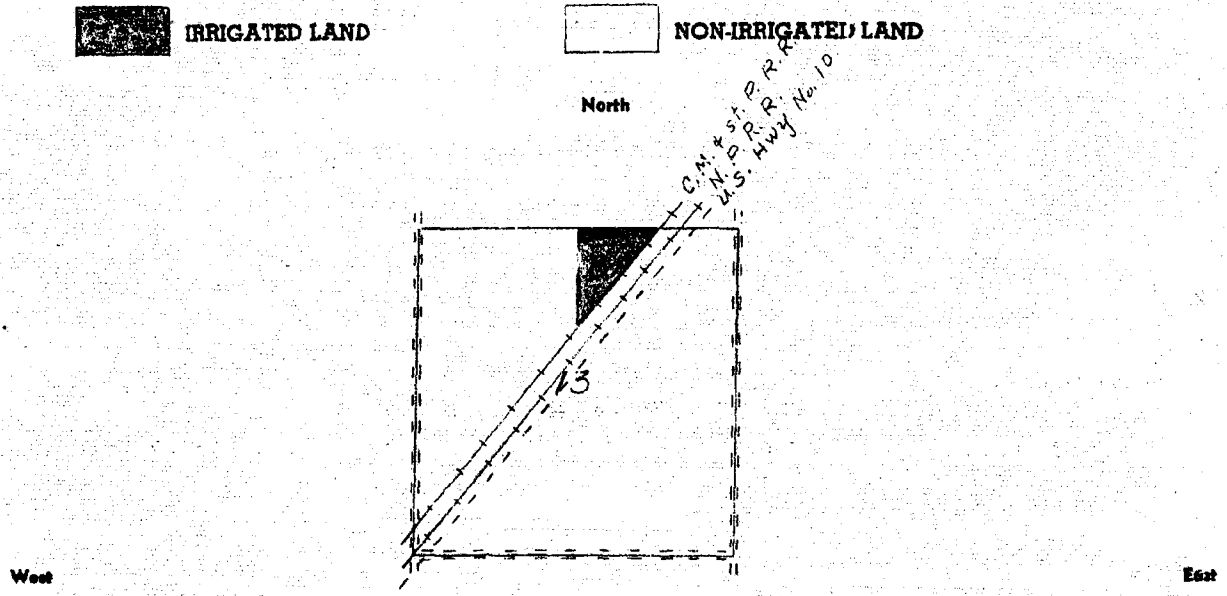 IRRIGATED LAND
NON-IRRIGATED LAND
North
C. M. & St. P. R. R.
N. P. R. R.
U. S. Hwy No. 10
13
West
East